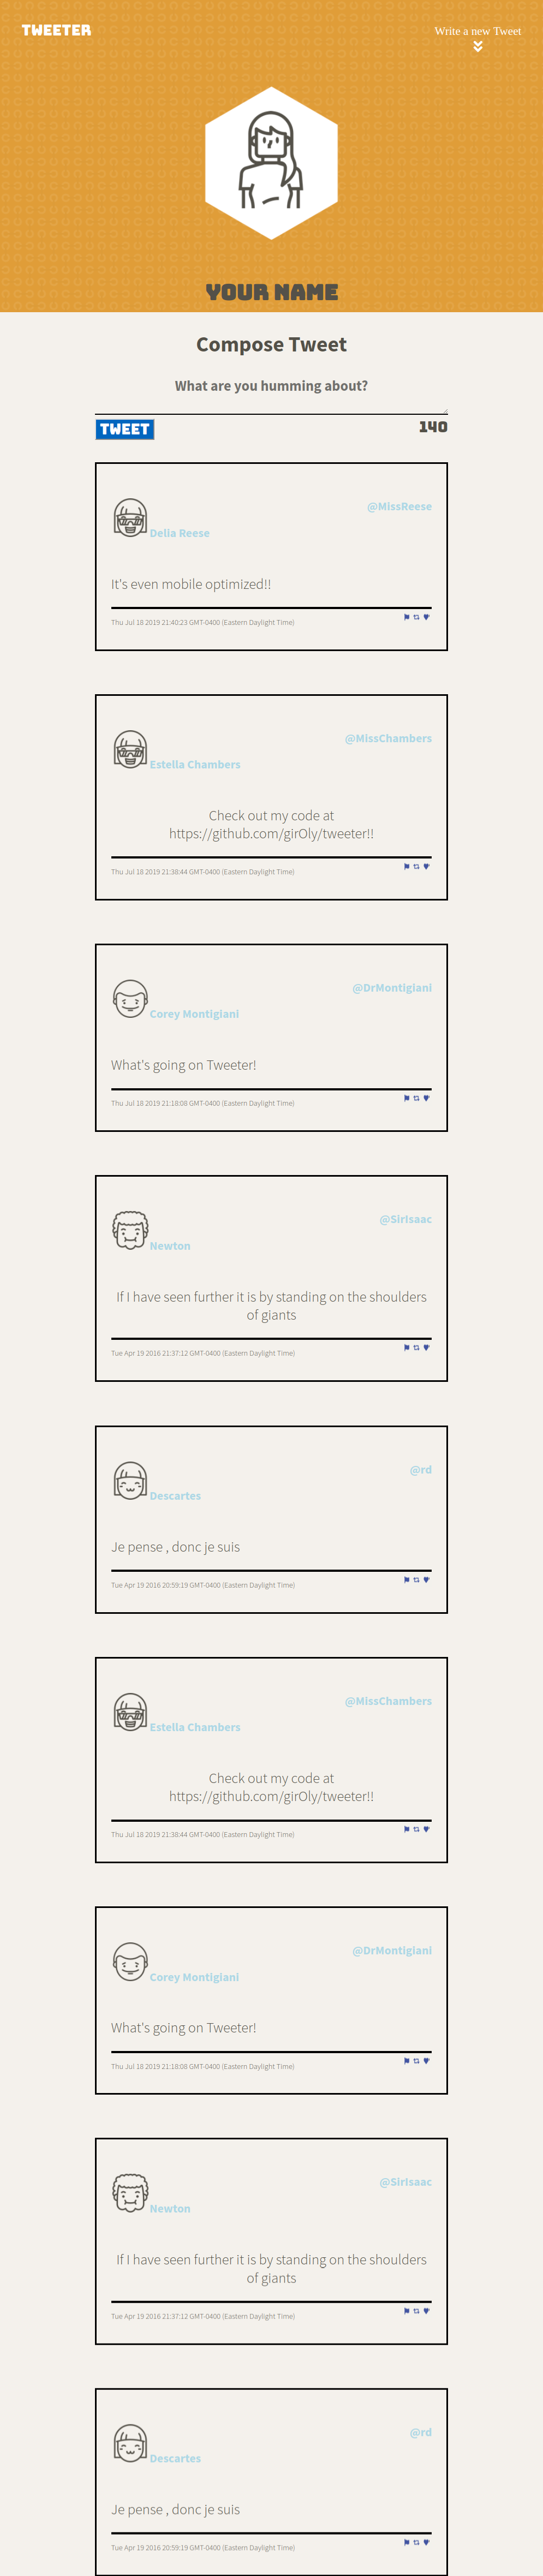 TWEETER
Write a new Tweet
YOUR NAME
Compose Tweet
What are you humming about?
TWEET
140
@MissReese
Delia Reese
It's even mobile optimized!!
Thu Jul 18 2019 21:40:23 GMT-0400 (Eastern Daylight Time)
@MissChambers
Estella Chambers
Check out my code at
https://github.com/girOly/tweeter!!
Thu Jul 18 2019 21:38:44 GMT-0400 (Eastern Daylight Time)
@DrMontigiani
Corey Montigiani
What's going on Tweeter!
Thu Jul 18 2019 21:18:08 GMT-0400 (Eastern Daylight Time)
@SirIsaac
Newton
If I have seen further it is by standing on the shoulders
of giants
Tue Apr 19 2016 21:37:12 GMT-0400 (Eastern Daylight Time)
@rd
Descartes
Je pense , donc je suis
Tue Apr 19 2016 20:59:19 GMT-0400 (Eastern Daylight Time)
@MissChambers
Estella Chambers
Check out my code at
https://github.com/girOly/tweeter!!
Thu Jul 18 2019 21:38:44 GMT-0400 (Eastern Daylight Time)
@DrMontigiani
Corey Montigiani
What's going on Tweeter!
Thu Jul 18 2019 21:18:08 GMT-0400 (Eastern Daylight Time)
@SirIsaac
Newton
If I have seen further it is by standing on the shoulders
of giants
Tue Apr 19 2016 21:37:12 GMT-0400 (Eastern Daylight Time)
@rd
Descartes
Je pense , donc je suis
Tue Apr 19 2016 20:59:19 GMT-0400 (Eastern Daylight Time)